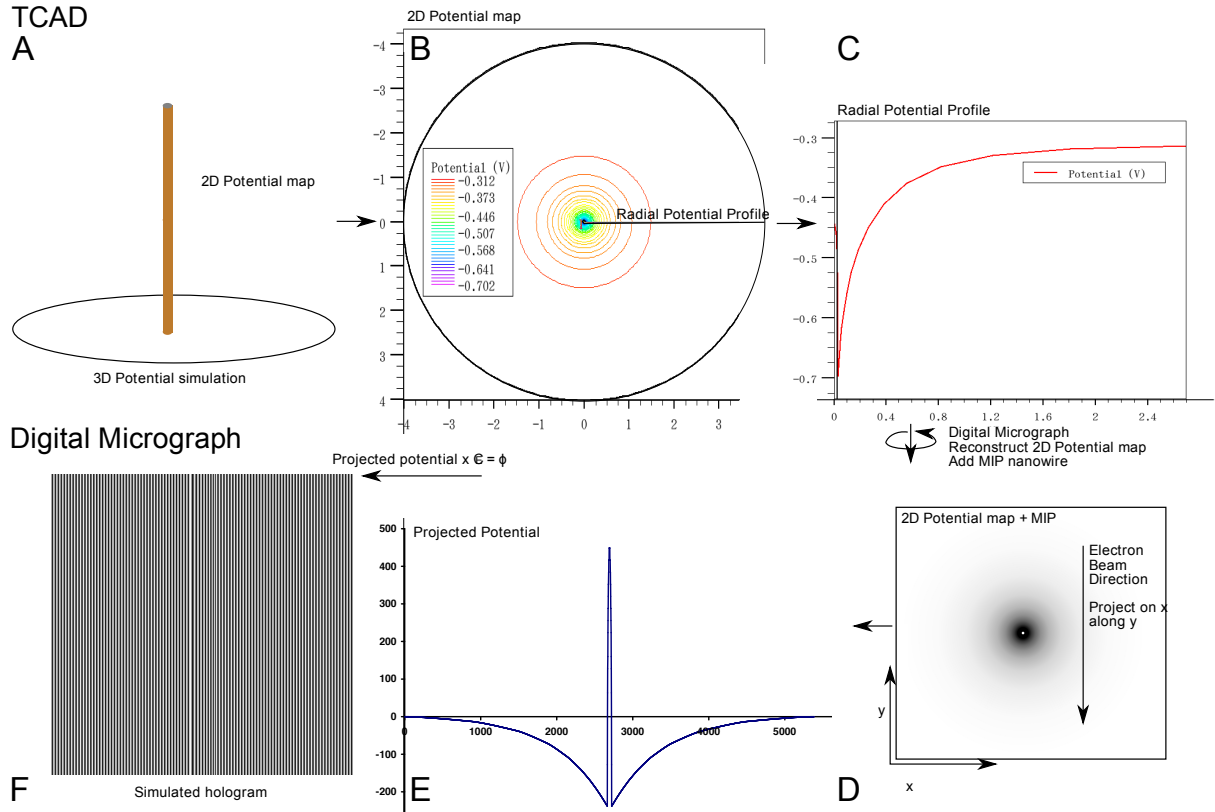 TCAD
A
2D Potential map
3D Potential simulation
2D Potential map
B
-4
-3
-2
-1
0
1
2
3
4
Potential (V)
-0.312
-0.373
-0.446
-0.507
-0.568
-0.641
-0.702
Radial Potential Profile
-4 -3 -2 -1 0 1 2 3
C
Radial Potential Profile
-0.3
-0.4
-0.5
-0.6
-0.7
Potential (V)
0 0.4 0.8 1.2 1.6 2 2.4
Digital Micrograph
Reconstruct 2D Potential map
Add MIP nanowire
2D Potential map + MIP
Electron
Beam
Direction
Project on x
along y
y
x
D
Projected Potential
500
400
300
200
100
0
-100
-200
0 1000 2000 3000 4000 5000
E
Digital Micrograph
Projected potential x = ϕ
Simulated hologram
F